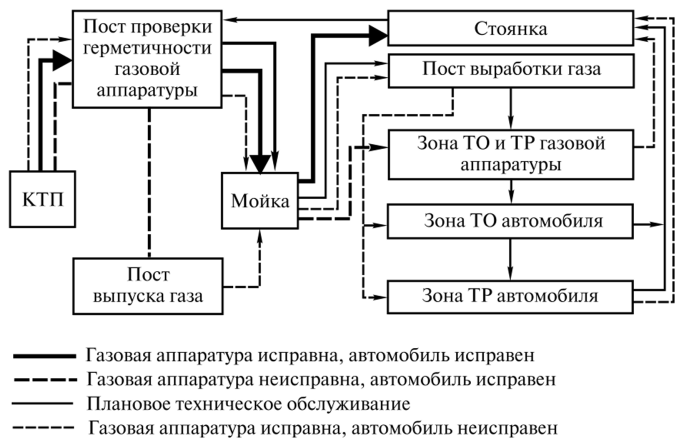 Пост проверки
герметичности
газовой
аппаратуры
Стоянка
Пост выработки газа
Зона ТО и ТР газовой
аппаратуры
КТП
Мойка
Зона ТО автомобиля
Пост
выпуска газа
Зона ТР автомобиля
Газовая аппаратура исправна, автомобиль исправен
Газовая аппаратура неисправна, автомобиль исправен
Плановое техническое обслуживание
Газовая аппаратура исправна, автомобиль неисправен